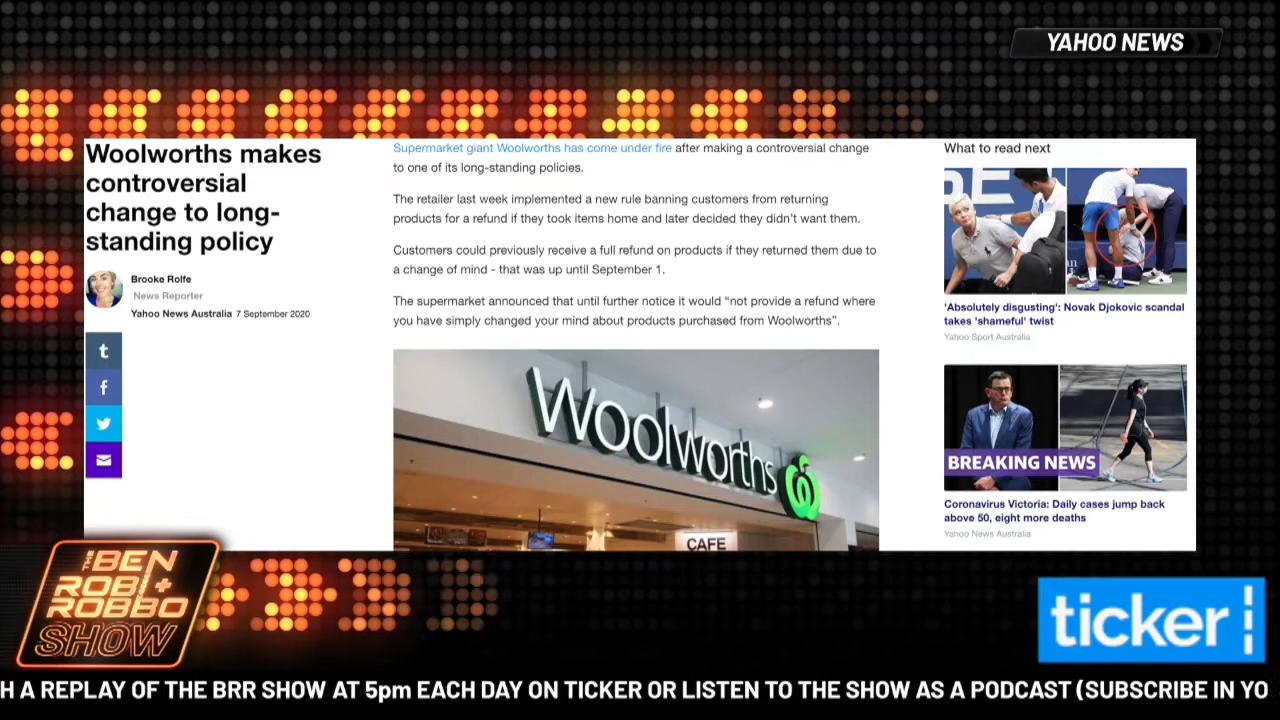 YAHOO NEWS
Woolworths makes
controversial
change to long-
standing policy
Brooke Rolfe
News Reporter
Yahoo News Australia 7 September 2020
Supermarket giant Woolworths has come under fire after making a controversial change
to one of its long-standing policies.
The retailer last week implemented a new rule banning customers from returning
products for a refund if they took items home and later decided they didn't want them.
Customers could previously receive a full refund on products if they returned them due to
a change of mind - that was up until September 1.
The supermarket announced that until further notice it would “not provide a refund where
you have simply changed your mind about products purchased from Woolworths”.
Woolworths
CAFE
What to read next
'Absolutely disgusting': Novak Djokovic scandal
takes 'shameful' twist
Yahoo Sport Australia
BREAKING NEWS
Coronavirus Victoria: Daily cases jump back
above 50, eight more deaths
Yahoo News Australia
THE BEN
ROB +
ROBBO
SHOW
ticker
H A REPLAY OF THE BRR SHOW AT 5pm EACH DAY ON TICKER OR LISTEN TO THE SHOW AS A PODCAST (SUBSCRIBE IN YO